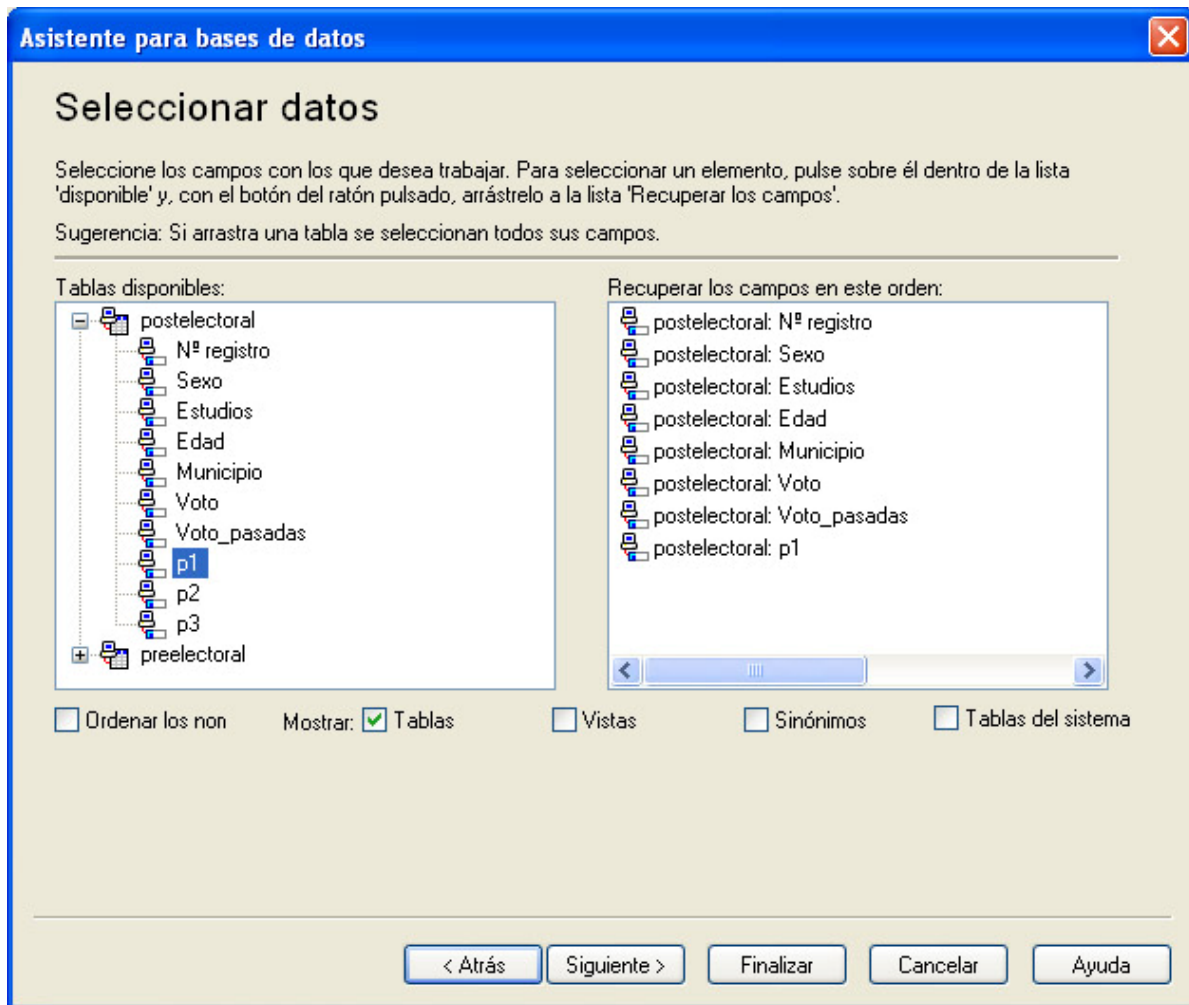 Asistente para bases de datos
Seleccionar datos
Seleccione los campos con los que desea trabajar. Para seleccionar un elemento, pulse sobre él dentro de la lista
'disponible' y, con el botón del ratón pulsado, arrástrelo a la lista 'Recuperar los campos'.
Sugerencia: Si arrastra una tabla se seleccionan todos sus campos.
Tablas disponibles:
postelectoral
Nº registro
Sexo
Estudios
Edad
Municipio
Voto
Voto_pasadas
p1
p2
p3
preelectoral
Recuperar los campos en este orden:
postelectoral: Nº registro
postelectoral: Sexo
postelectoral: Estudios
postelectoral: Edad
postelectoral: Municipio
postelectoral: Voto
postelectoral: Voto_pasadas
postelectoral: p1
Ordenar los non Mostrar: Tablas Vistas Sinónimos Tablas del sistema
< Atrás Siguiente > Finalizar Cancelar Ayuda